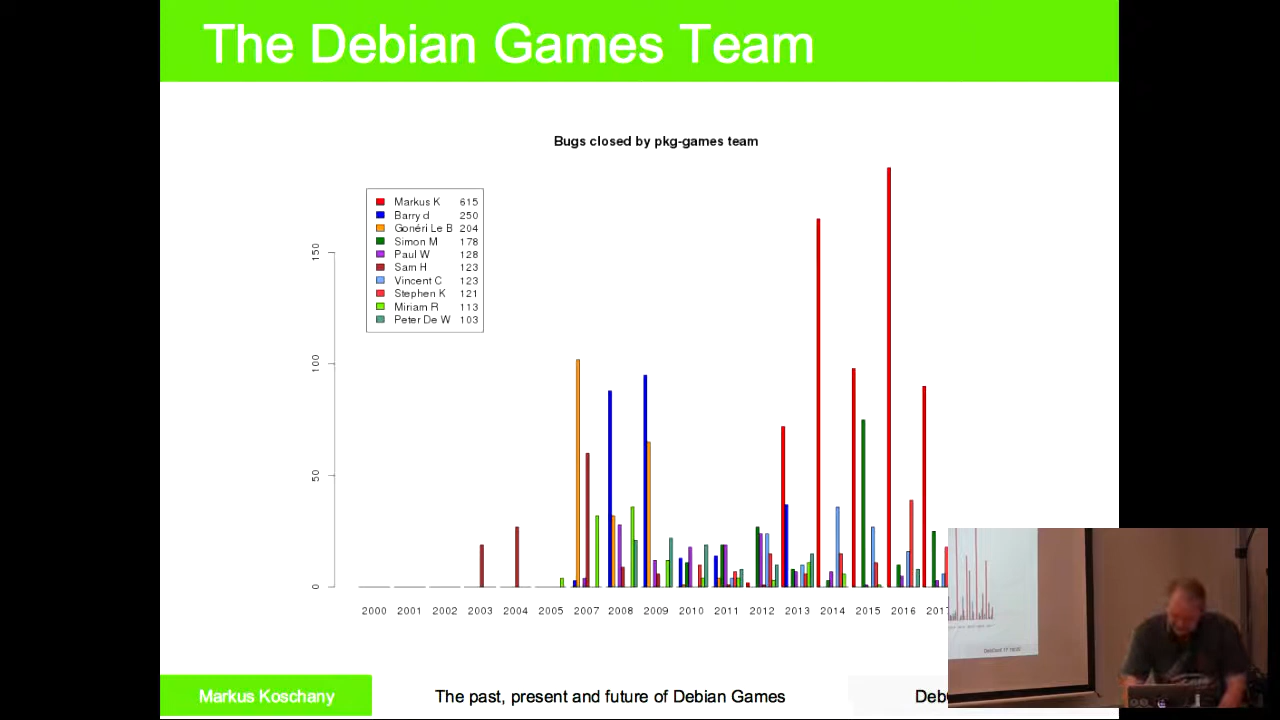 The Debian Games Team
Bugs closed by pkg-games team
Markus K 615
Barry d 250
Gonéri Le B 204
Simon M 178
Paul W 128
Sam H 123
Vincent C 123
Stephen K 121
Miriam R 113
Peter De W 103
150
100
50
0
2000 2001 2002 2003 2004 2005 2007 2008 2009 2010 2011 2012 2013 2014 2015 2016 2017
Markus Koschany
The past, present and future of Debian Games